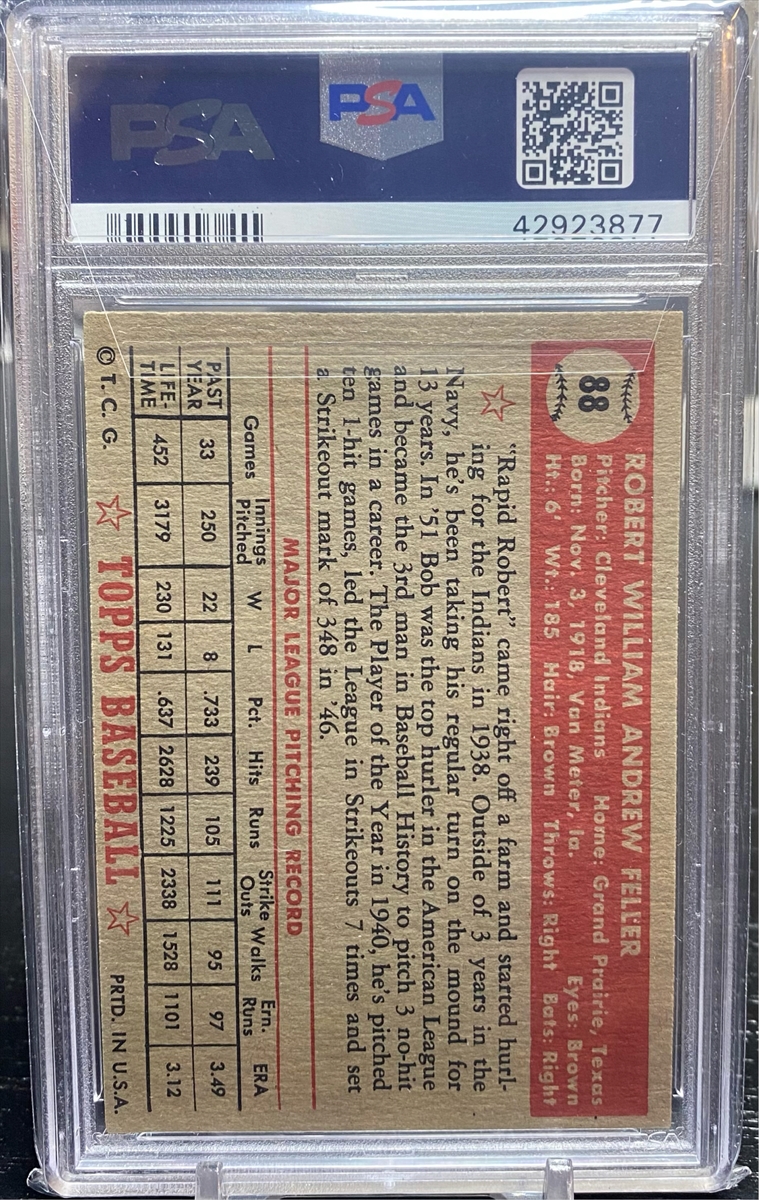 PSA
PSA
42923877
88
ROBERT WILLIAM ANDREW FELLER
Pitcher: Cleveland Indians Home: Grand Prairie, Texas
Born: Nov. 3, 1918, Van Meter, Ia. Eyes: Brown
Ht.: 6' Wt.: 185 Hair: Brown Throws: Right Bats: Right
"Rapid Robert" came right off a farm and started hurl-
ing for the Indians in 1938. Outside of 3 years in the
Navy, he's been taking his regular turn on the mound for
13 years. In '51 Bob was the top hurler in the American League
and became the 3rd man in Baseball History to pitch 3 no-hit
games in a career. The Player of the Year in 1940, he's pitched
ten 1-hit games, led the League in Strikeouts 7 times and set
a Strikeout mark of 348 in '46.
MAJOR LEAGUE PITCHING RECORD
Games Innings Pitched W L Pct. Hits Runs Strike Outs Walks Ern. Runs ERA
PAST YEAR 33 250 22 8 .733 239 105 111 95 97 3.49
LIFE-TIME 452 3179 230 131 .637 2628 1225 2338 1528 1101 3.12
© T. C. G. TOPPS BASEBALL PRTD. IN U.S.A.